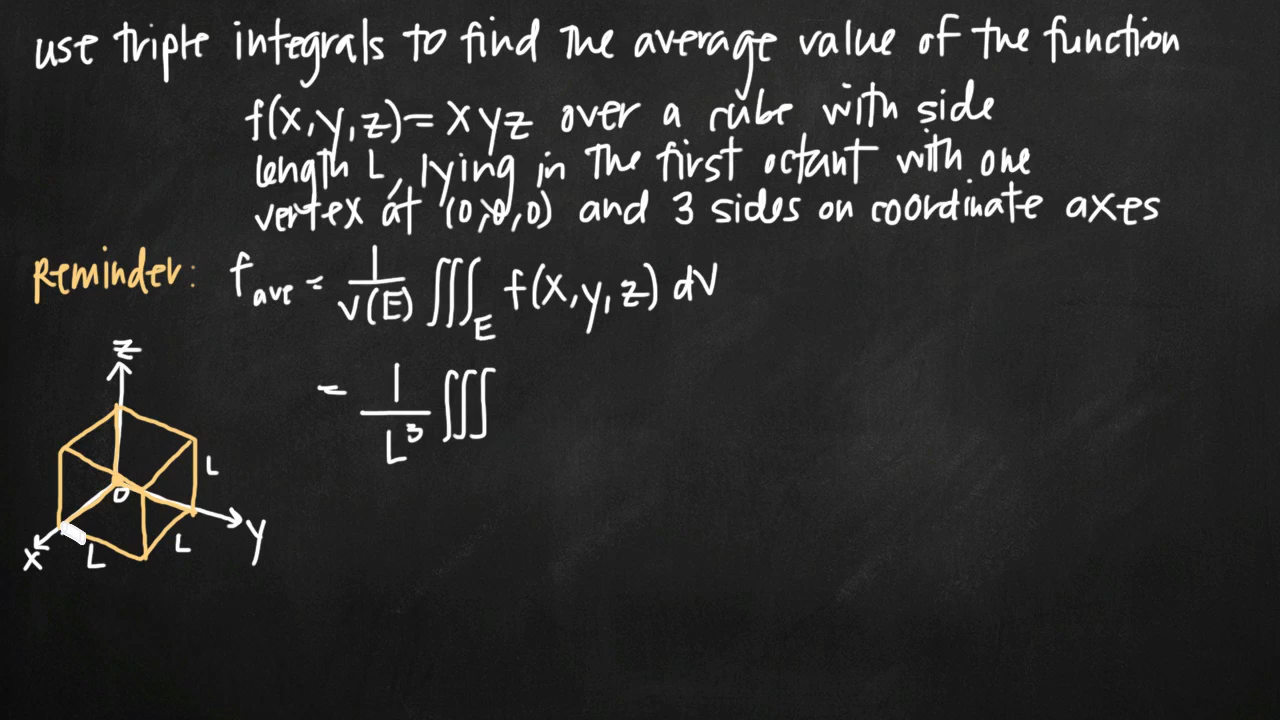 use triple integrals to find the average value of the function
f(x,y,z)= xyz over a cube with side
length L, lying in the first octant with one
vertex at (0,0,0) and 3 sides on coordinate axes
Reminder: fave = 1/V(E) ∭E f(x,y,z) dV
= 1/L³ ∭
z
L
0
y
L
x
L